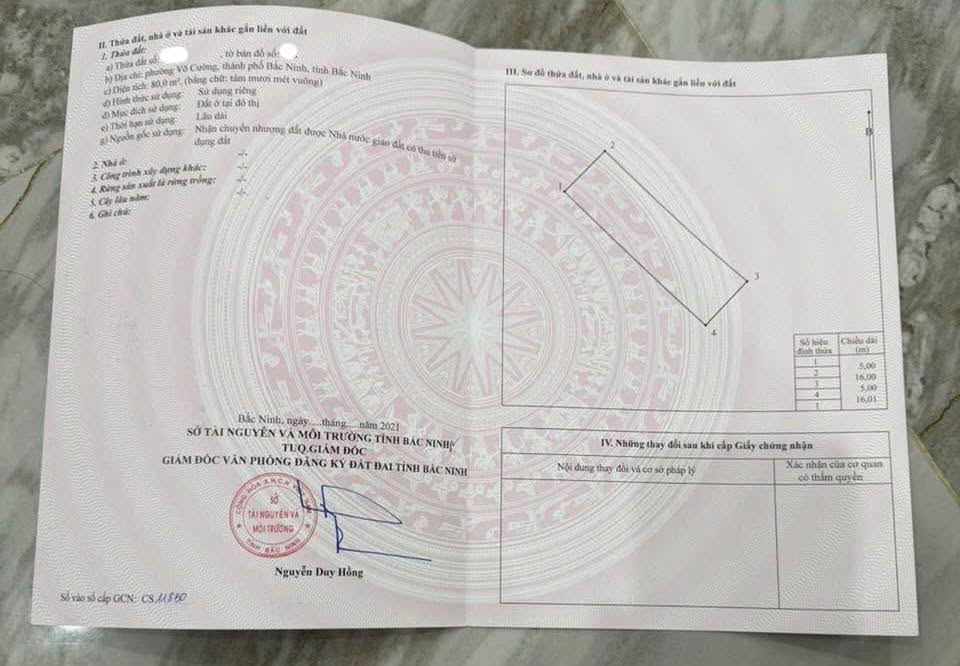 II. Thửa đất, nhà ở và tài sản khác gắn liền với đất
1. Thửa đất:
a) Thửa đất số: , tờ bản đồ số: ,
b) Địa chỉ: phường Võ Cường, thành phố Bắc Ninh, tỉnh Bắc Ninh
c) Diện tích: 80,0 m², (bằng chữ: tám mươi mét vuông)
d) Hình thức sử dụng: Sử dụng riêng
đ) Mục đích sử dụng: Đất ở tại đô thị
e) Thời hạn sử dụng: Lâu dài
g) Nguồn gốc sử dụng: Nhận chuyển nhượng đất được Nhà nước giao đất có thu tiền sử
dụng đất
2. Nhà ở: -/-
3. Công trình xây dựng khác: -/-
4. Rừng sản xuất là rừng trồng: -/-
5. Cây lâu năm: -/-
6. Ghi chú:
Bắc Ninh, ngày.....tháng.....năm 2021
SỞ TÀI NGUYÊN VÀ MÔI TRƯỜNG TỈNH BẮC NINH
TUQ.GIÁM ĐỐC
GIÁM ĐỐC VĂN PHÒNG ĐĂNG KÝ ĐẤT ĐAI TỈNH BẮC NINH
SỞ
TÀI NGUYÊN VÀ
MÔI TRƯỜNG
TỈNH BẮC NINH
Nguyễn Duy Hồng
Số vào sổ cấp GCN: CS 11850
III. Sơ đồ thửa đất, nhà ở và tài sản khác gắn liền với đất
B
1
2
3
4
Số hiệu đỉnh thửa Chiều dài (m)
1
5,00
2
16,00
3
5,00
4
16,01
1
IV. Những thay đổi sau khi cấp Giấy chứng nhận
Nội dung thay đổi và cơ sở pháp lý
Xác nhận của cơ quan
có thẩm quyền